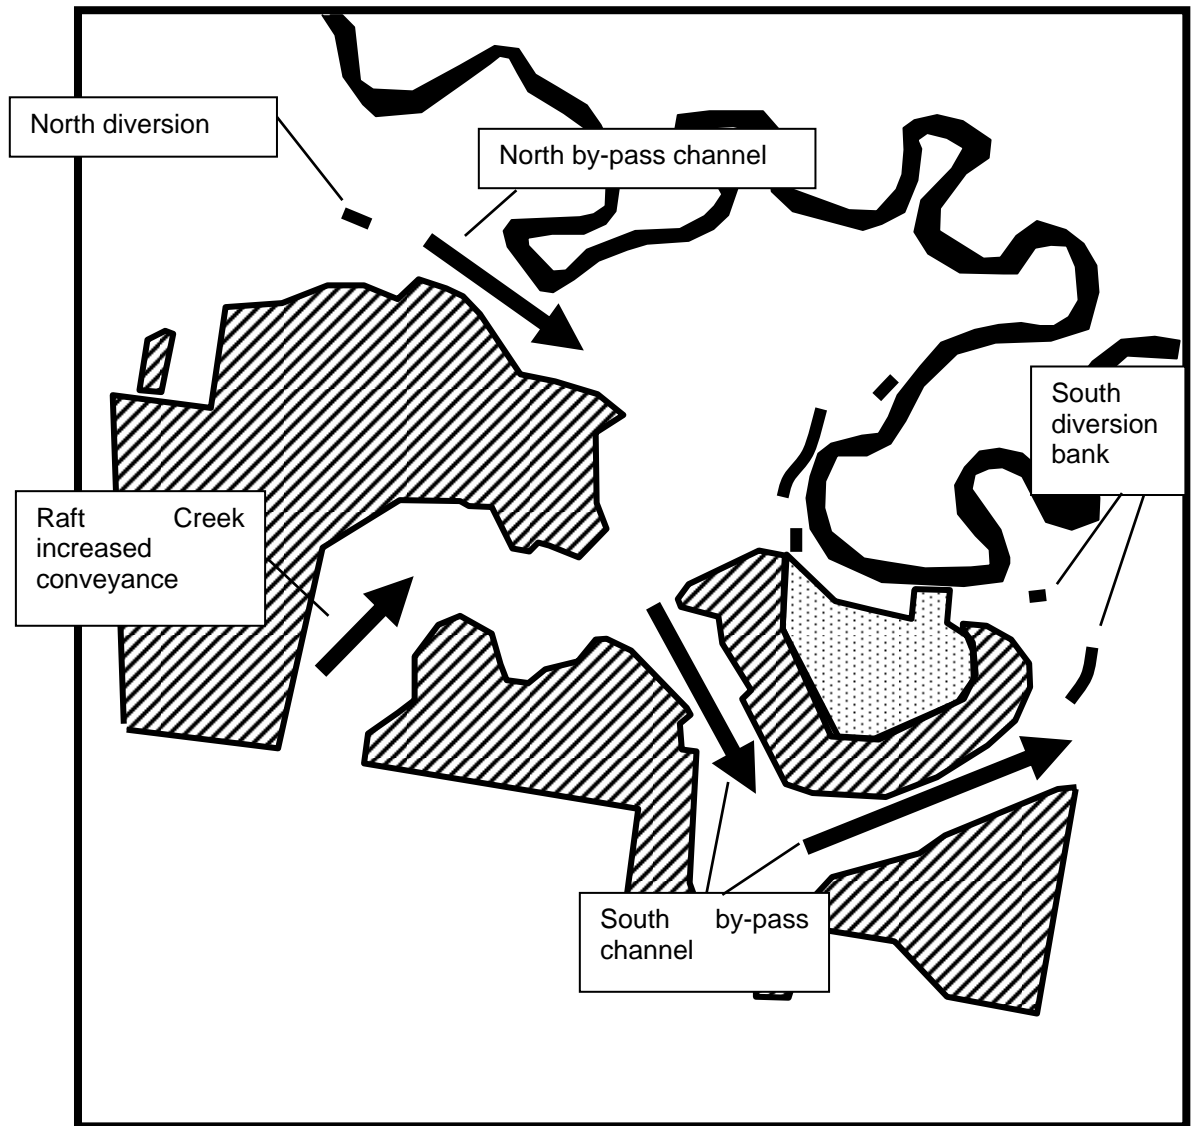 North diversion
North by-pass channel
South
diversion
bank
Raft Creek
increased
conveyance
South by-pass
channel